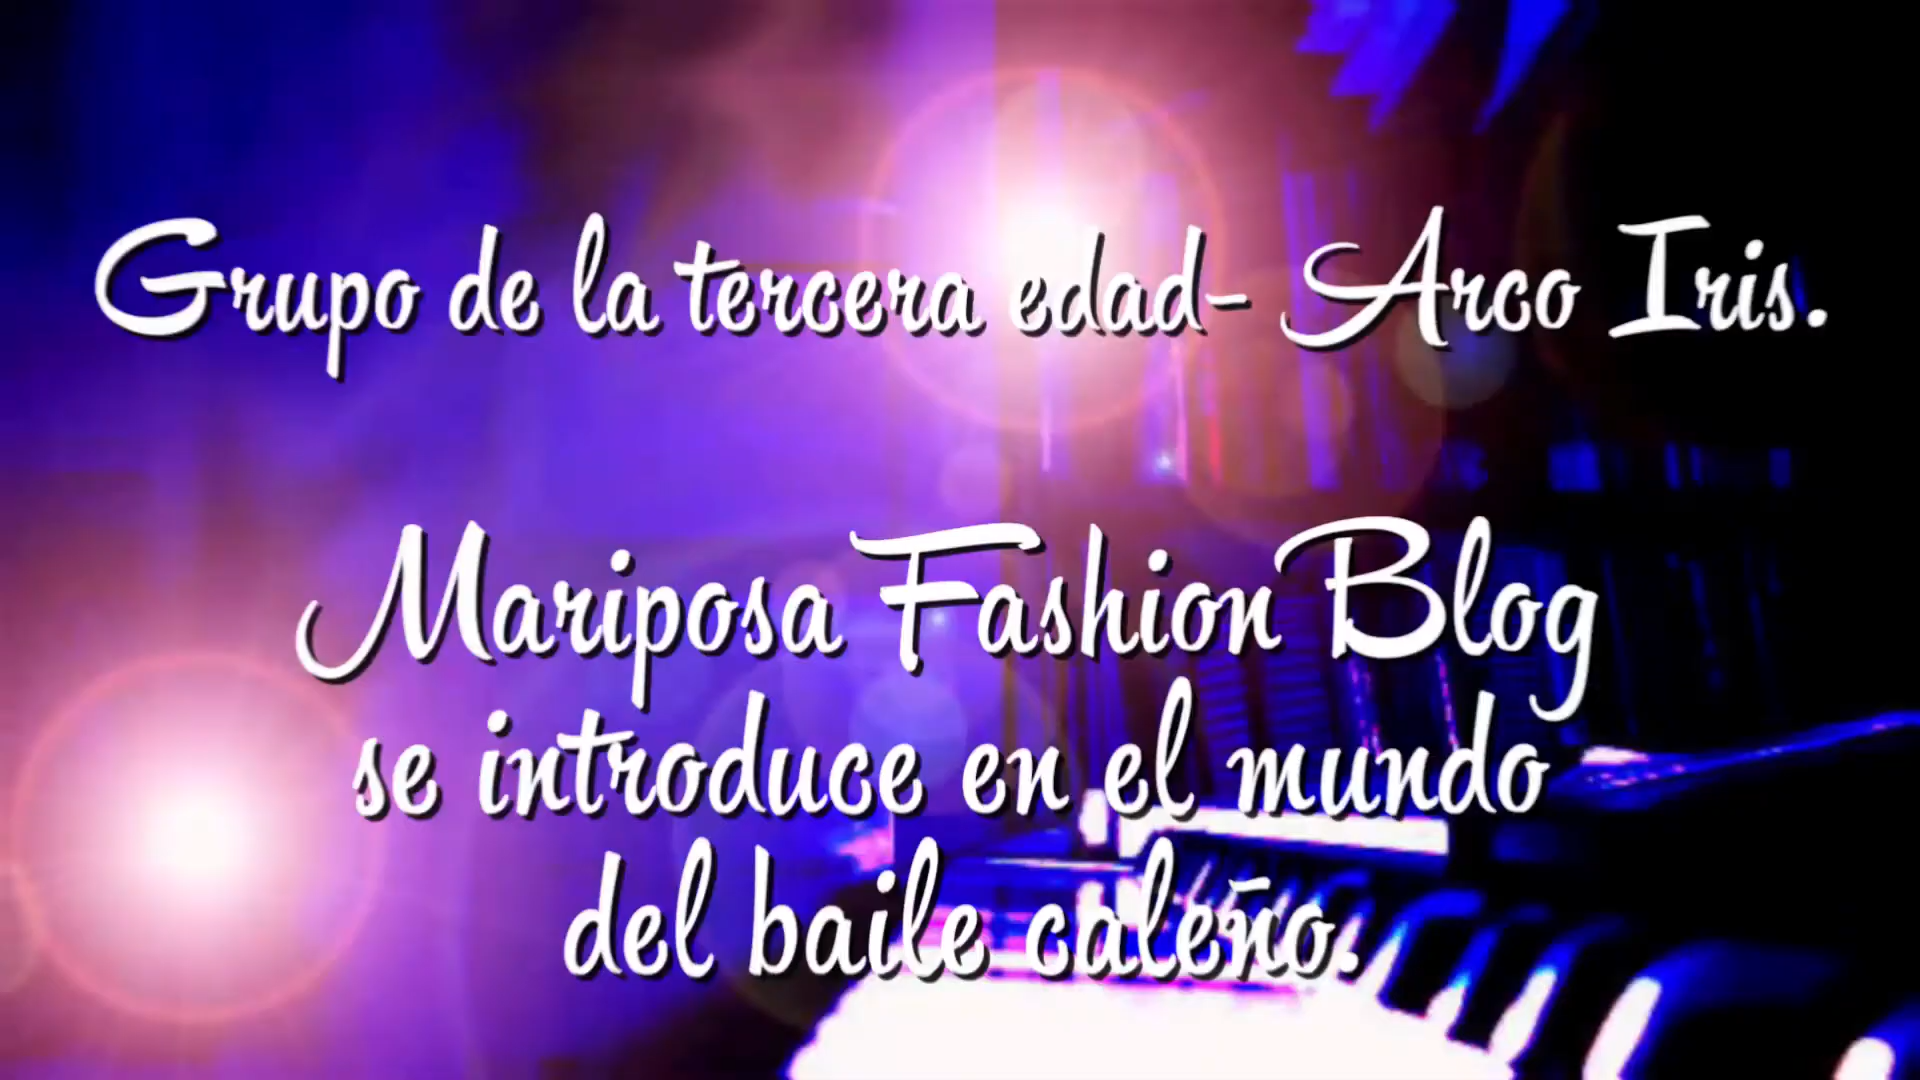 Grupo de la tercera edad- Arco Iris.
Mariposa Fashion Blog
se introduce en el mundo
del baile caleño.